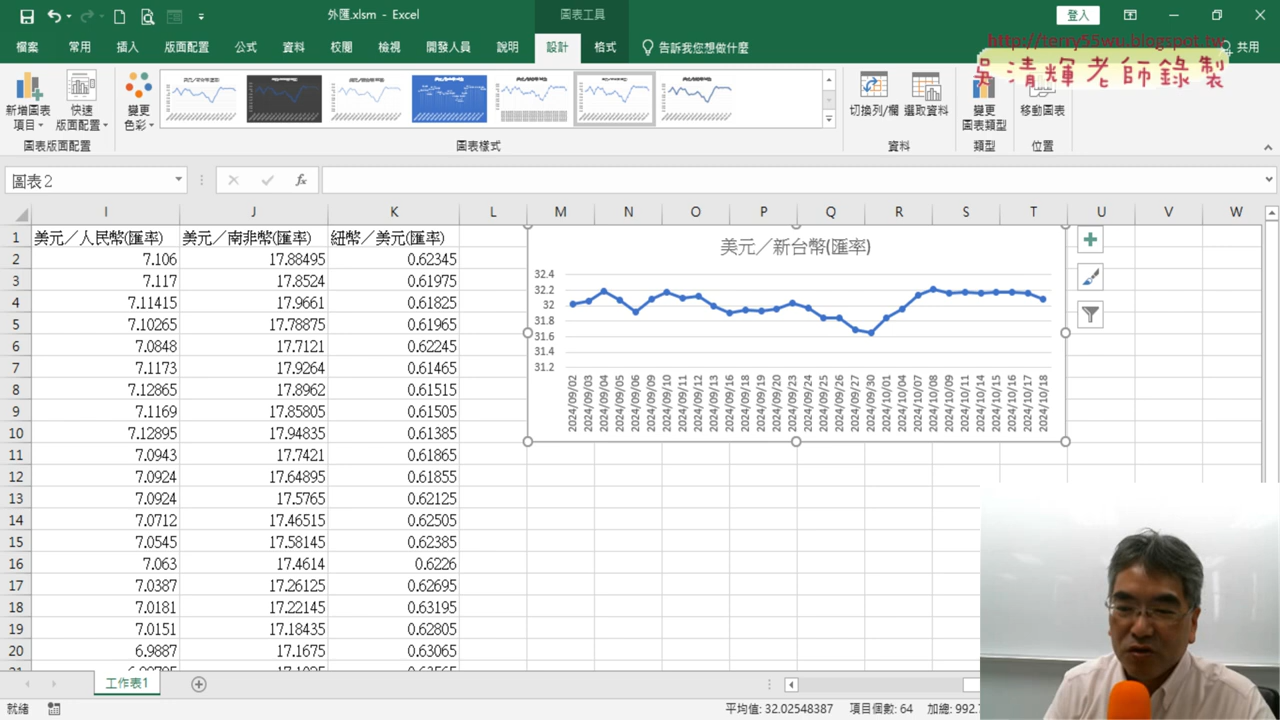 外匯.xlsm - Excel
圖表工具
登入
檔案
常用
插入
版面配置
公式
資料
校閱
檢視
開發人員
說明
設計
格式
告訴我您想做什麼
共用
http://terry55wu.blogspot.tw
吳清輝老師錄製
新增圖表項目
快速版面配置
變更色彩
切換列/欄
選取資料
變更圖表類型
移動圖表
圖表版面配置
圖表樣式
資料
類型
位置
圖表2
fx
I J K L M N O P Q R S T U V W
1 美元／人民幣(匯率) 美元／南非幣(匯率) 紐幣／美元(匯率)
2 7.106 17.88495 0.62345
3 7.117 17.8524 0.61975
4 7.11415 17.9661 0.61825
5 7.10265 17.78875 0.61965
6 7.0848 17.7121 0.62245
7 7.1173 17.9264 0.61465
8 7.12865 17.8962 0.61515
9 7.1169 17.85805 0.61505
10 7.12895 17.94835 0.61385
11 7.0943 17.7421 0.61865
12 7.0924 17.64895 0.61855
13 7.0924 17.5765 0.62125
14 7.0712 17.46515 0.62505
15 7.0545 17.58145 0.62385
16 7.063 17.4614 0.6226
17 7.0387 17.26125 0.62695
18 7.0181 17.22145 0.63195
19 7.0151 17.18435 0.62805
20 6.9887 17.1675 0.63065
美元／新台幣(匯率)
32.4
32.2
32
31.8
31.6
31.4
31.2
2024/09/02
2024/09/03
2024/09/04
2024/09/05
2024/09/06
2024/09/09
2024/09/10
2024/09/11
2024/09/12
2024/09/13
2024/09/16
2024/09/18
2024/09/19
2024/09/20
2024/09/23
2024/09/24
2024/09/25
2024/09/26
2024/09/27
2024/09/30
2024/10/01
2024/10/04
2024/10/07
2024/10/08
2024/10/09
2024/10/11
2024/10/14
2024/10/15
2024/10/16
2024/10/17
2024/10/18
工作表1
就緒
平均值: 32.02548387
項目個數: 64
加總: 992.